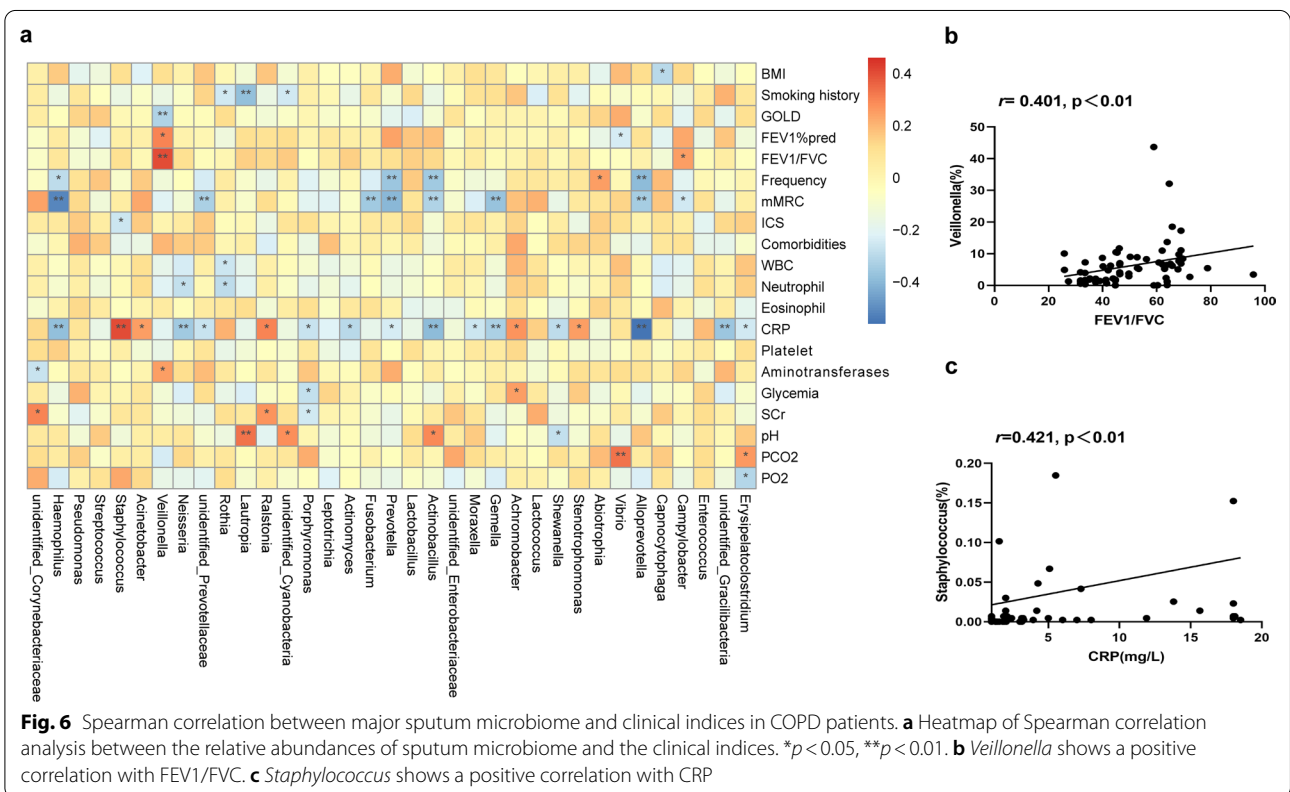 a
BMI
Smoking history
GOLD
FEV1%pred
FEV1/FVC
Frequency
mMRC
ICS
Comorbidities
WBC
Neutrophil
Eosinophil
CRP
Platelet
Aminotransferases
Glycemia
SCr
pH
PCO2
PO2
unidentified_Corynebacteriaceae
Haemophilus
Pseudomonas
Streptococcus
Staphylococcus
Acinetobacter
Veillonella
Neisseria
unidentified_Prevotellaceae
Rothia
Lautropia
Ralstonia
unidentified_Cyanobacteria
Porphyromonas
Leptotrichia
Actinomyces
Fusobacterium
Prevotella
Lactobacillus
Actinobacillus
unidentified_Enterobacteriaceae
Moraxella
Gemella
Achromobacter
Lactococcus
Shewanella
Stenotrophomonas
Abiotrophia
Vibrio
Alloprevotella
Capnocytophaga
Campylobacter
Enterococcus
unidentified_Gracilibacteria
Erysipelatoclostridium
0.4
0.2
0
−0.2
−0.4
b
r= 0.401, p＜0.01
Veillonella(%)
50
40
30
20
10
0
0 20 40 60 80 100
FEV1/FVC
c
r=0.421, p＜0.01
Staphylococcus(%)
0.20
0.15
0.10
0.05
0.00
5 10 15 20
CRP(mg/L)
Fig. 6 Spearman correlation between major sputum microbiome and clinical indices in COPD patients. a Heatmap of Spearman correlation
analysis between the relative abundances of sputum microbiome and the clinical indices. *p < 0.05, **p < 0.01. b Veillonella shows a positive
correlation with FEV1/FVC. c Staphylococcus shows a positive correlation with CRP